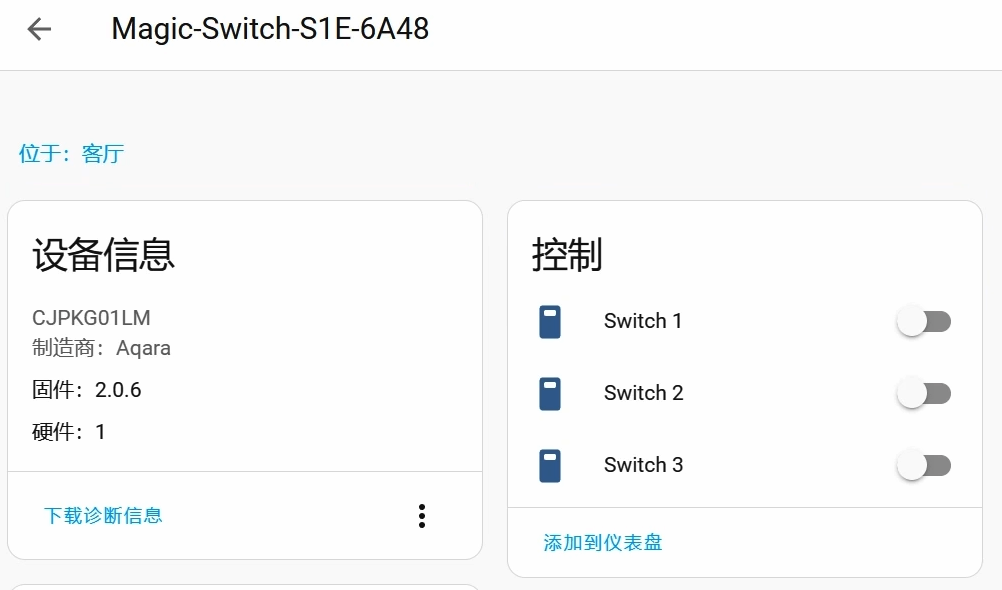 Magic-Switch-S1E-6A48
位于：客厅
设备信息
CJPKG01LM
制造商：Aqara
固件：2.0.6
硬件：1
下载诊断信息
控制
Switch 1
Switch 2
Switch 3
添加到仪表盘